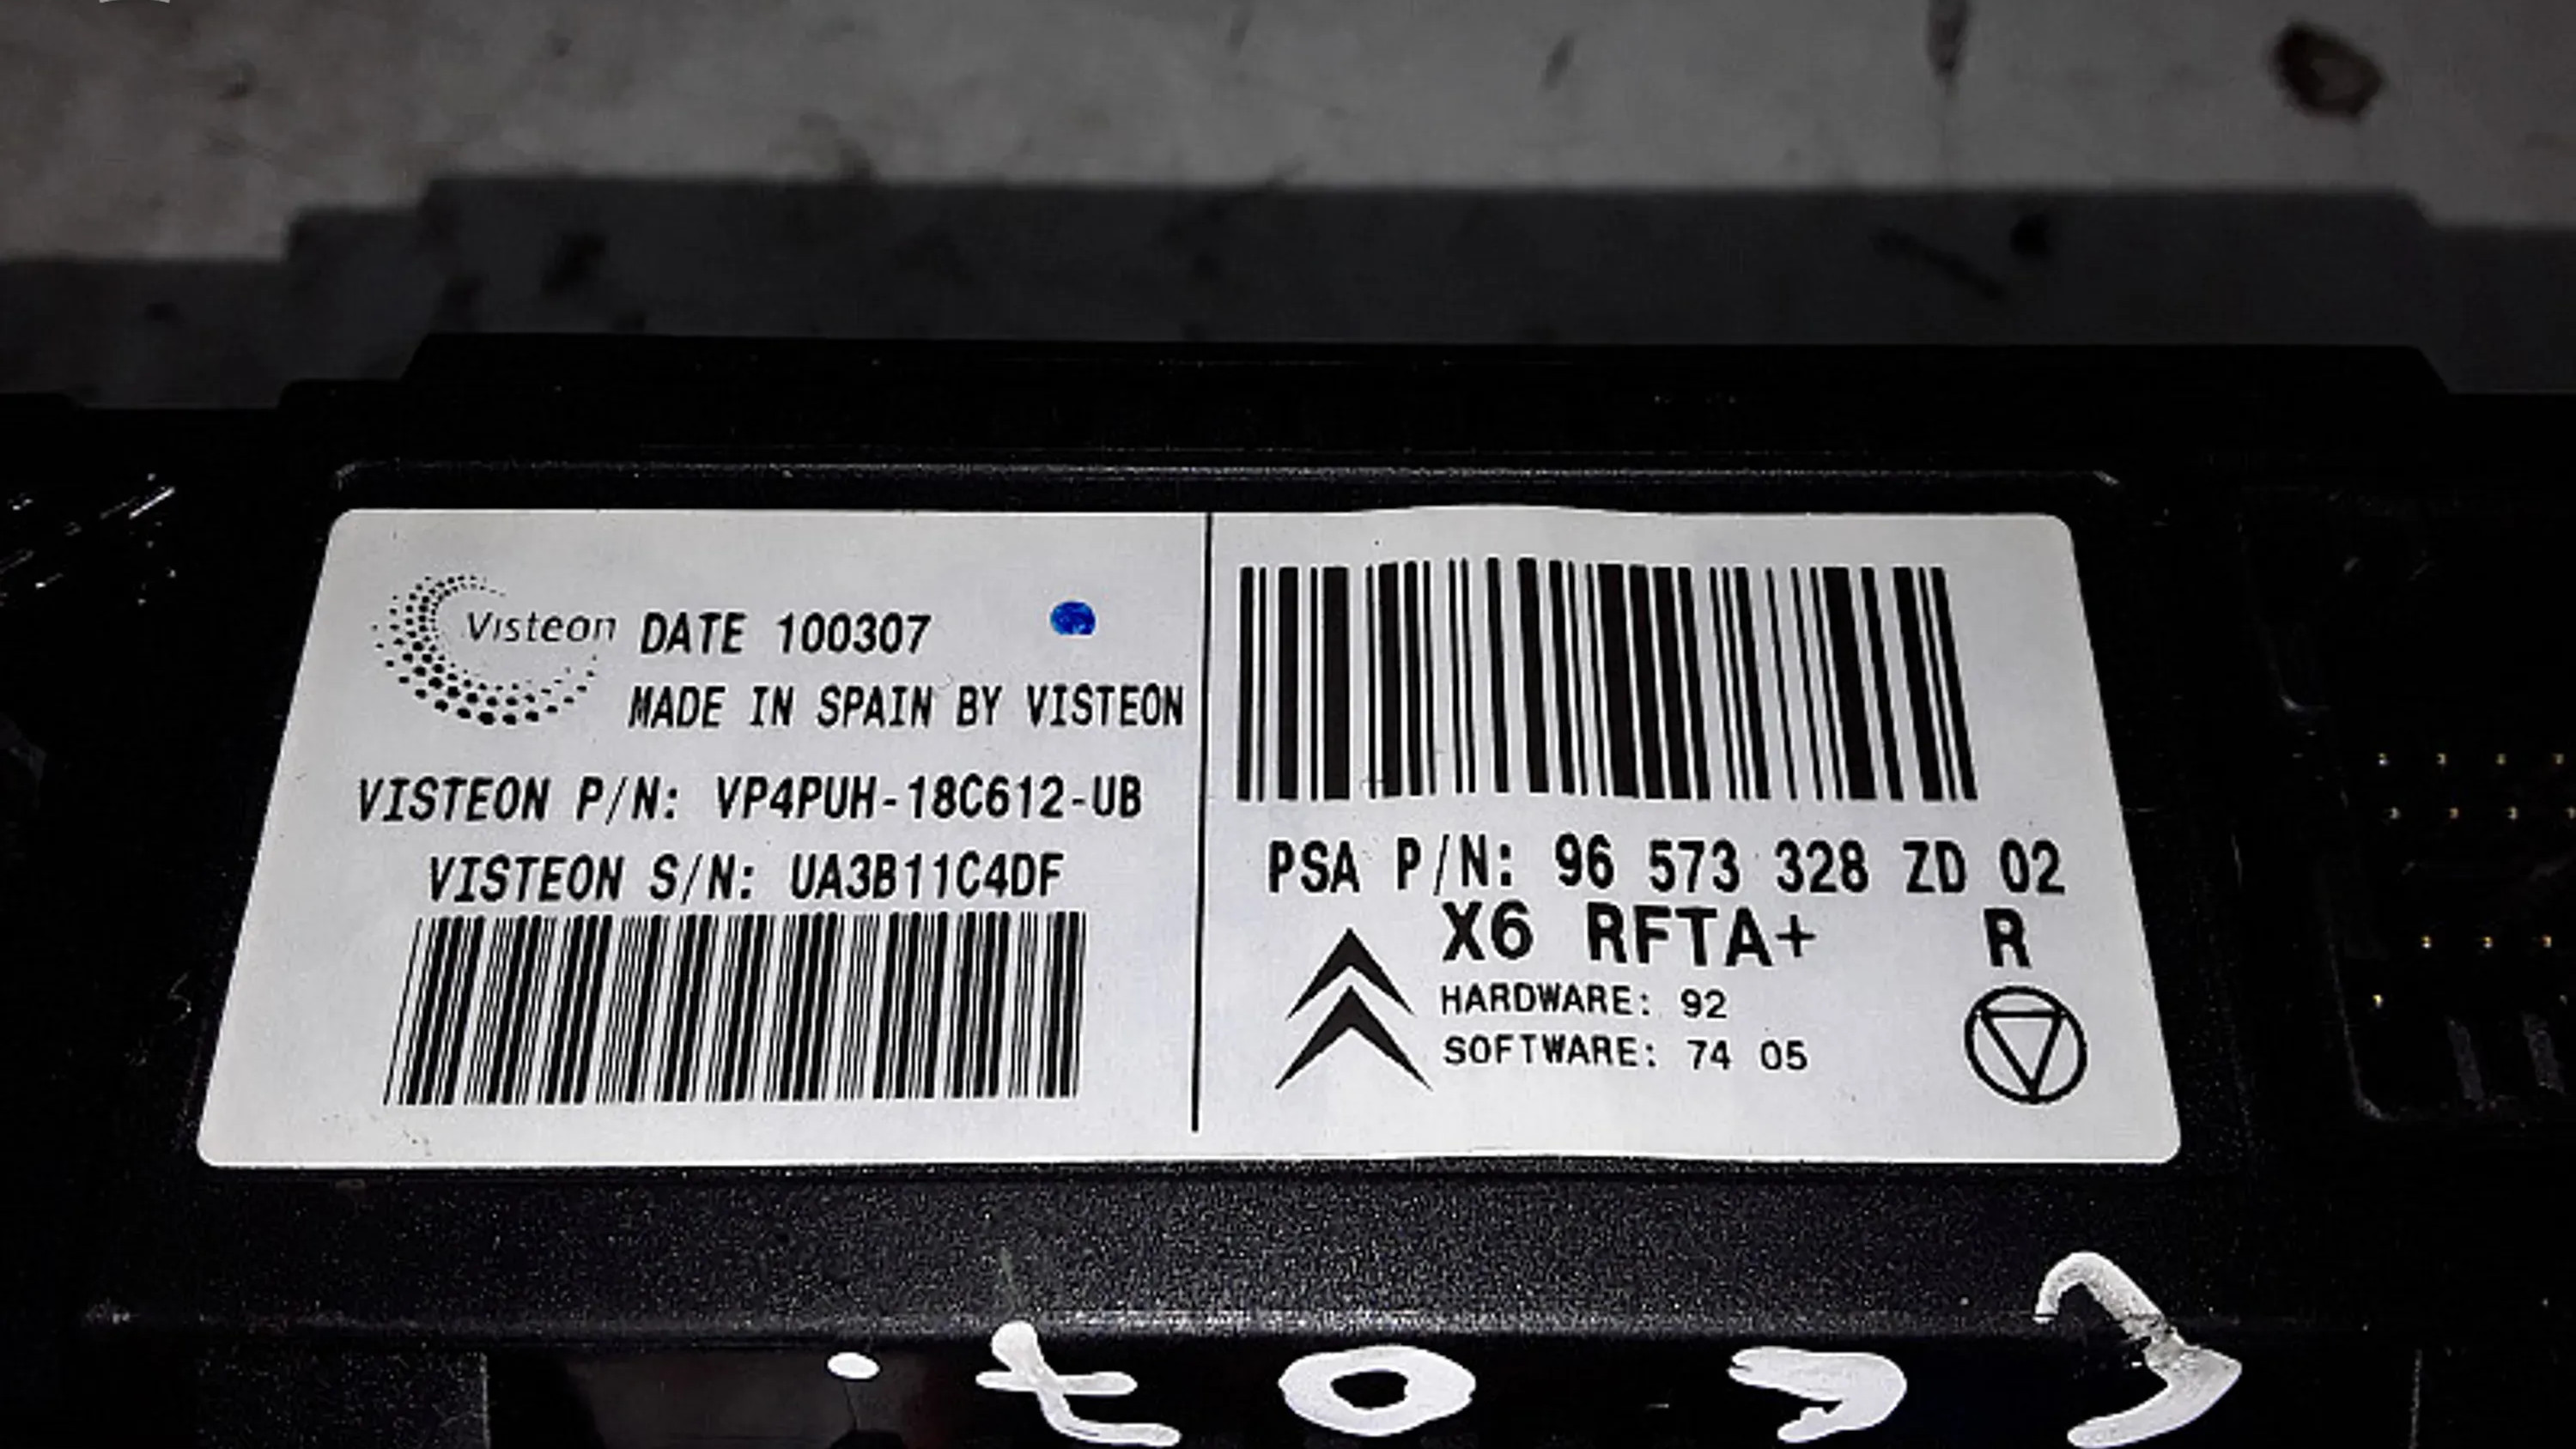 Visteon DATE 100307
MADE IN SPAIN BY VISTEON
VISTEON P/N: VP4PUH-18C612-UB
VISTEON S/N: UA3B11C4DF
PSA P/N: 96 573 328 ZD 02
X6 RFTA+ R
HARDWARE: 92
SOFTWARE: 74 05